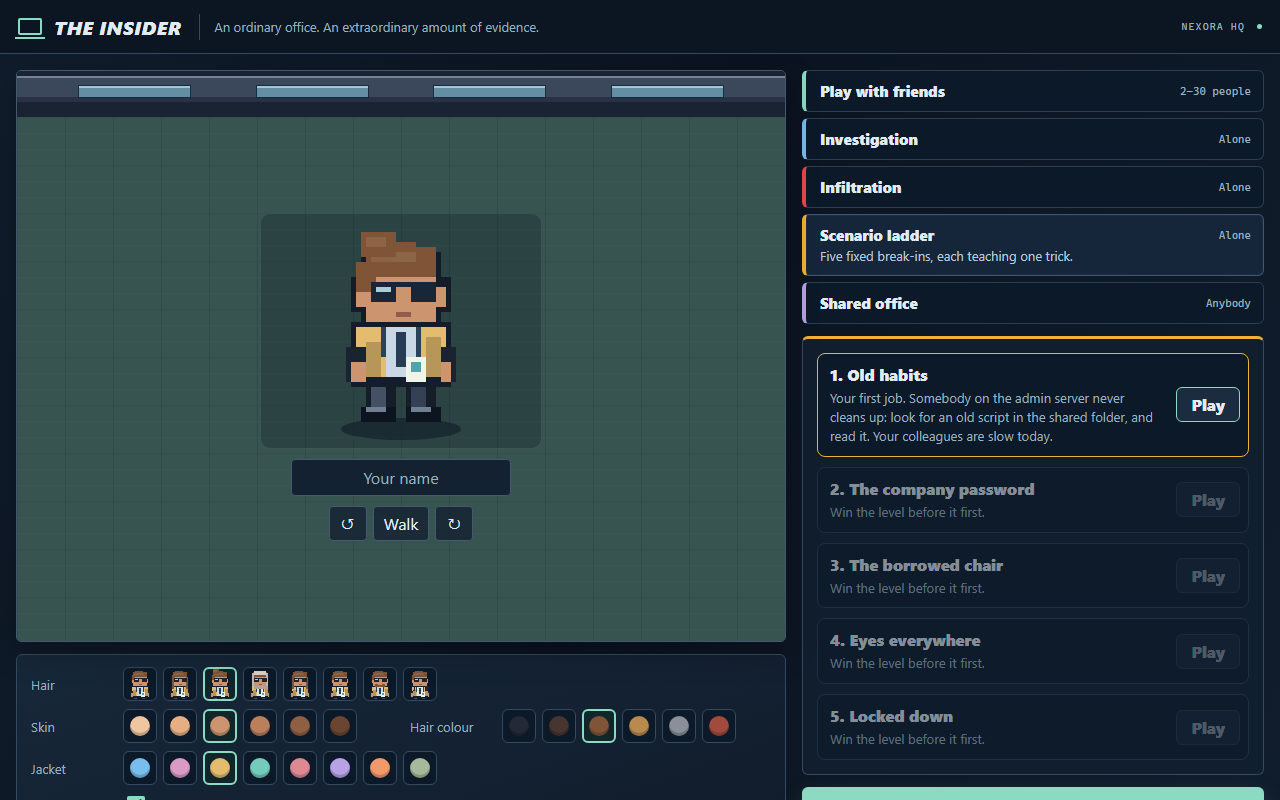 THE INSIDER
An ordinary office. An extraordinary amount of evidence.
NEXORA HQ
Play with friends
2–30 people
Investigation
Alone
Infiltration
Alone
Scenario ladder
Alone
Five fixed break-ins, each teaching one trick.
Shared office
Anybody
1. Old habits
Your first job. Somebody on the admin server never
cleans up: look for an old script in the shared folder, and
read it. Your colleagues are slow today.
Play
2. The company password
Win the level before it first.
Play
3. The borrowed chair
Win the level before it first.
Play
4. Eyes everywhere
Win the level before it first.
Play
5. Locked down
Win the level before it first.
Play
Your name
↺
Walk
↻
Hair
Skin
Hair colour
Jacket